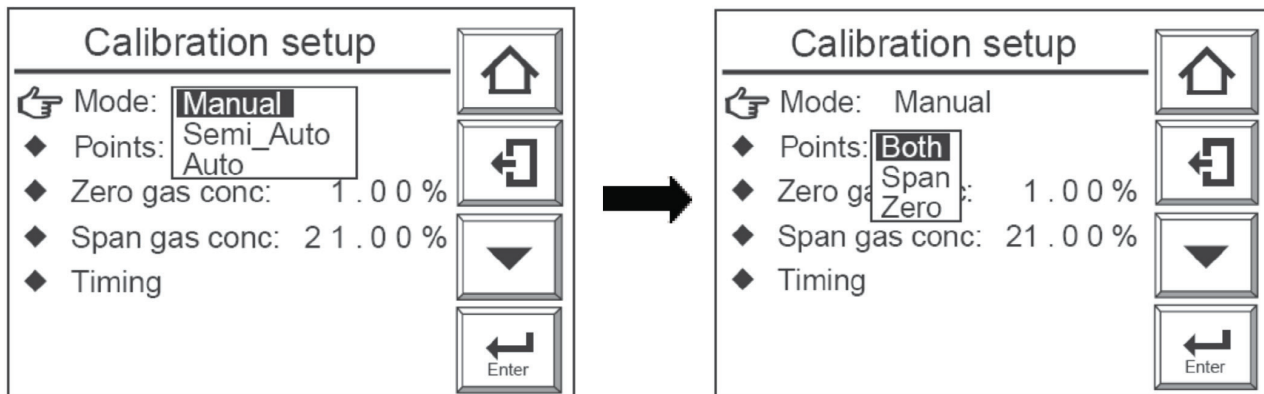 Calibration setup
Mode: Manual
Semi_Auto
Points:
Auto
Zero gas conc: 1.00%
Span gas conc: 21.00%
Timing
Enter
Calibration setup
Mode: Manual
Points: Both
Span
Zero ga c: 1.00%
Zero
Span gas conc: 21.00%
Timing
Enter